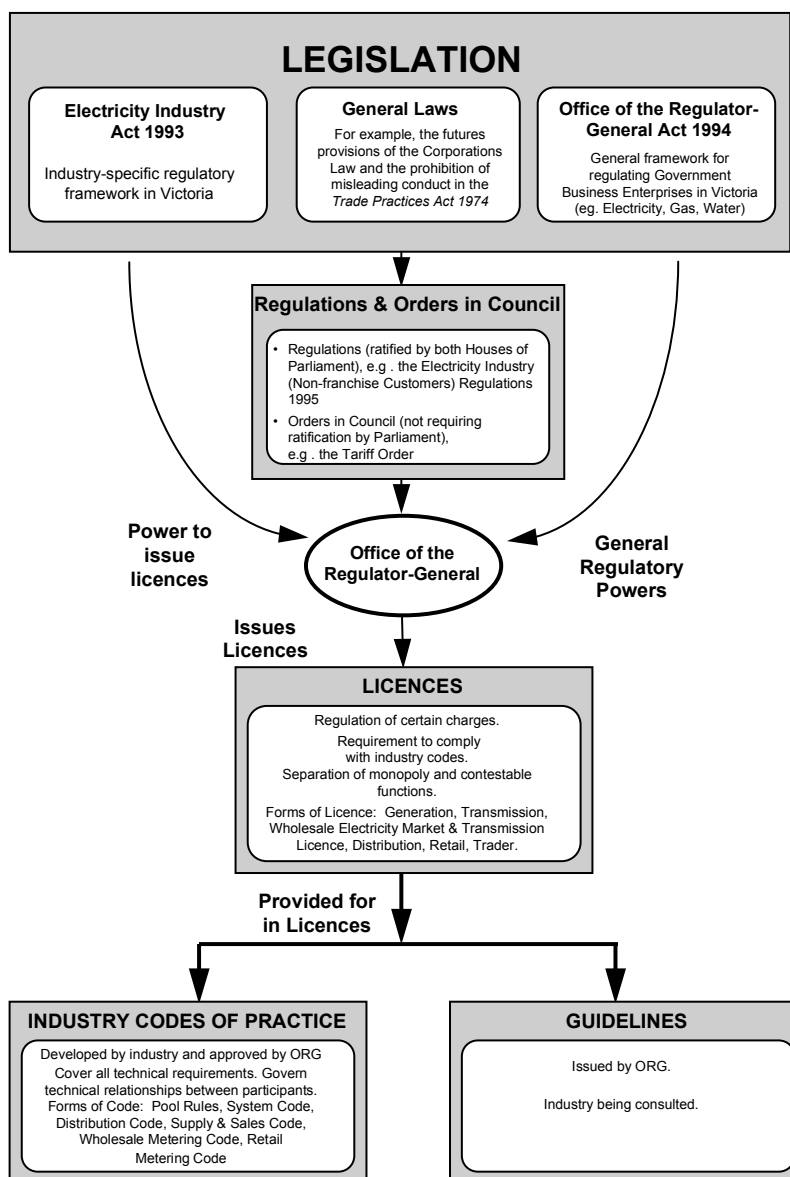 LEGISLATION
Electricity Industry
Act 1993
Industry-specific regulatory
framework in Victoria
General Laws
For example, the futures
provisions of the Corporations
Law and the prohibition of
misleading conduct in the
Trade Practices Act 1974
Office of the Regulator-
General Act 1994
General framework for
regulating Government
Business Enterprises in Victoria
(eg. Electricity, Gas, Water)
Regulations & Orders in Council
• Regulations (ratified by both Houses of
Parliament), e.g . the Electricity Industry
(Non-franchise Customers) Regulations
1995
• Orders in Council (not requiring
ratification by Parliament),
e.g . the Tariff Order
Power to
issue
licences
Office of the
Regulator-General
General
Regulatory
Powers
Issues
Licences
LICENCES
Regulation of certain charges.
Requirement to comply
with industry codes.
Separation of monopoly and contestable
functions.
Forms of Licence: Generation, Transmission,
Wholesale Electricity Market & Transmission
Licence, Distribution, Retail, Trader.
Provided for
in Licences
INDUSTRY CODES OF PRACTICE
Developed by industry and approved by ORG
Cover all technical requirements. Govern
technical relationships between participants.
Forms of Code: Pool Rules, System Code,
Distribution Code, Supply & Sales Code,
Wholesale Metering Code, Retail
Metering Code
GUIDELINES
Issued by ORG.
Industry being consulted.